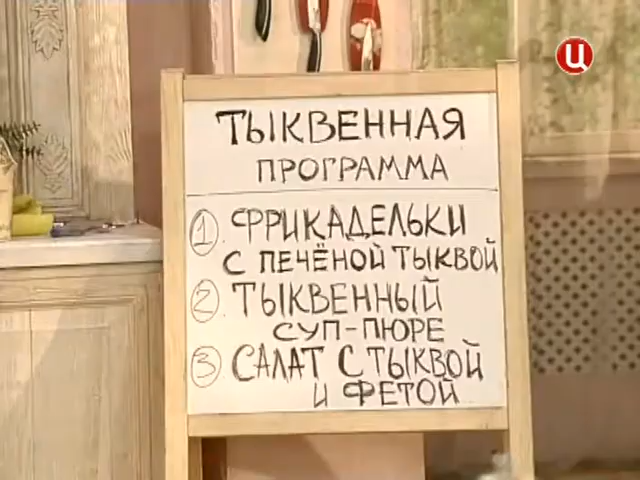 Ц
ТЫКВЕННАЯ
ПРОГРАММА
1 ФРИКАДЕЛЬКИ
С ПЕЧЁНОЙ ТЫКВОЙ
2 ТЫКВЕННЫЙ
СУП-ПЮРЕ
3 САЛАТ С ТЫКВОЙ
И ФЕТОЙ